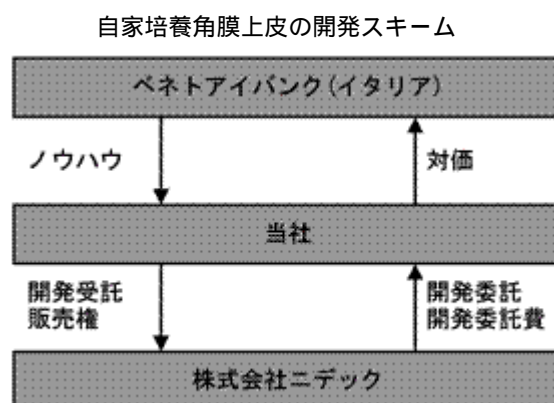 自家培養角膜上皮の開発スキーム
ベネトアイバンク(イタリア)
ノウハウ
対価
当社
開発受託
販売権
開発委託
開発委託費
株式会社ニデック